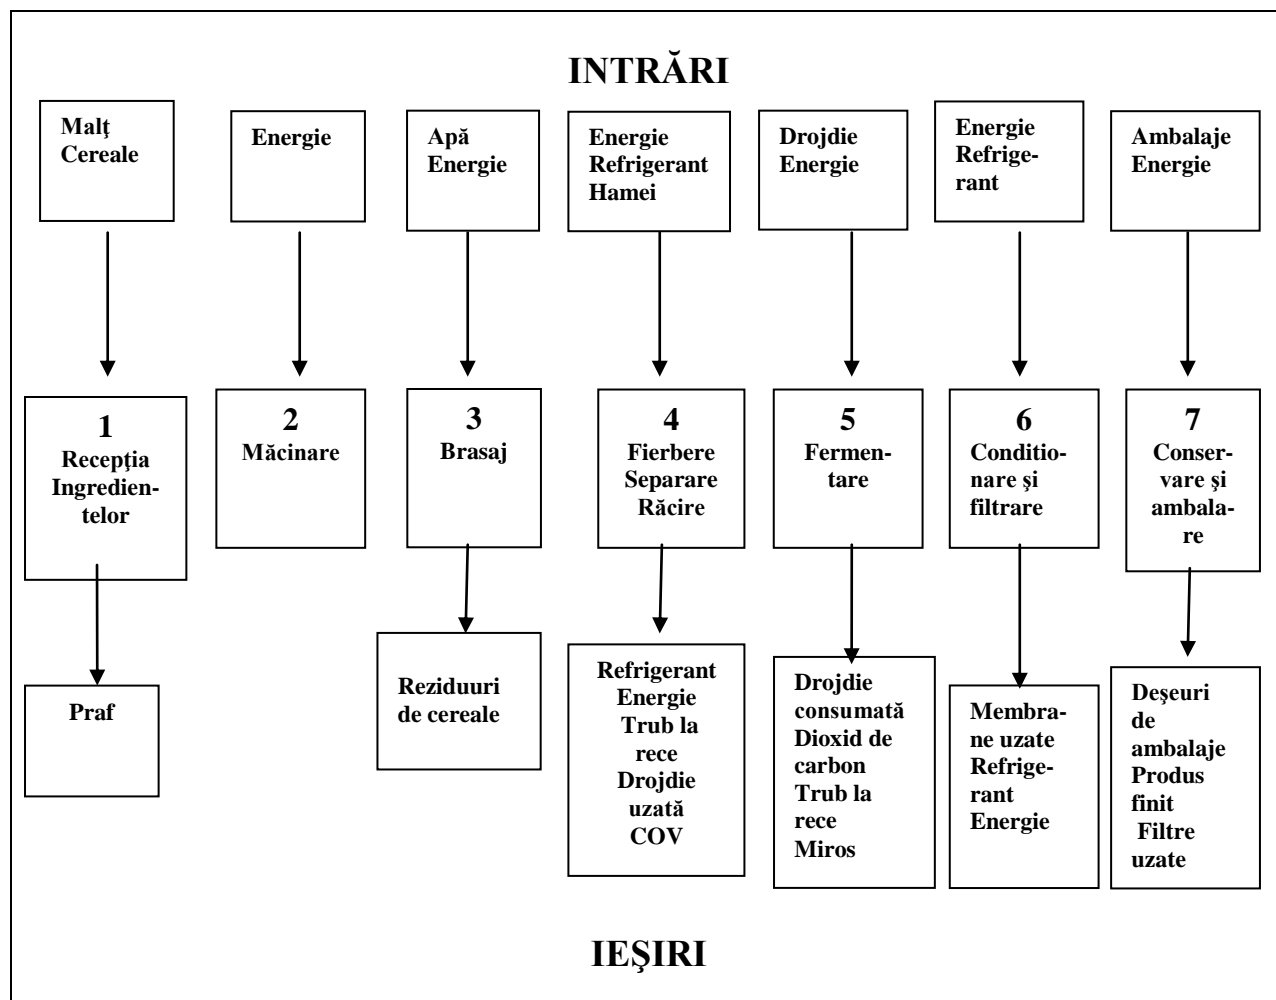 INTRĂRI
Malţ
Cereale
Energie
Apă
Energie
Energie
Refrigerant
Hamei
Drojdie
Energie
Energie
Refrige-
rant
Ambalaje
Energie
1
Recepţia
Ingredien-
telor
2
Măcinare
3
Brasaj
4
Fierbere
Separare
Răcire
5
Fermen-
tare
6
Conditio-
nare şi
filtrare
7
Conser-
vare şi
ambala-
re
Praf
Reziduuri
de cereale
Refrigerant
Energie
Trub la
rece
Drojdie
uzată
COV
Drojdie
consumată
Dioxid de
carbon
Trub la
rece
Miros
Membra-
ne uzate
Refrige-
rant
Energie
Deşeuri
de
ambalaje
Produs
finit
Filtre
uzate
IEŞIRI